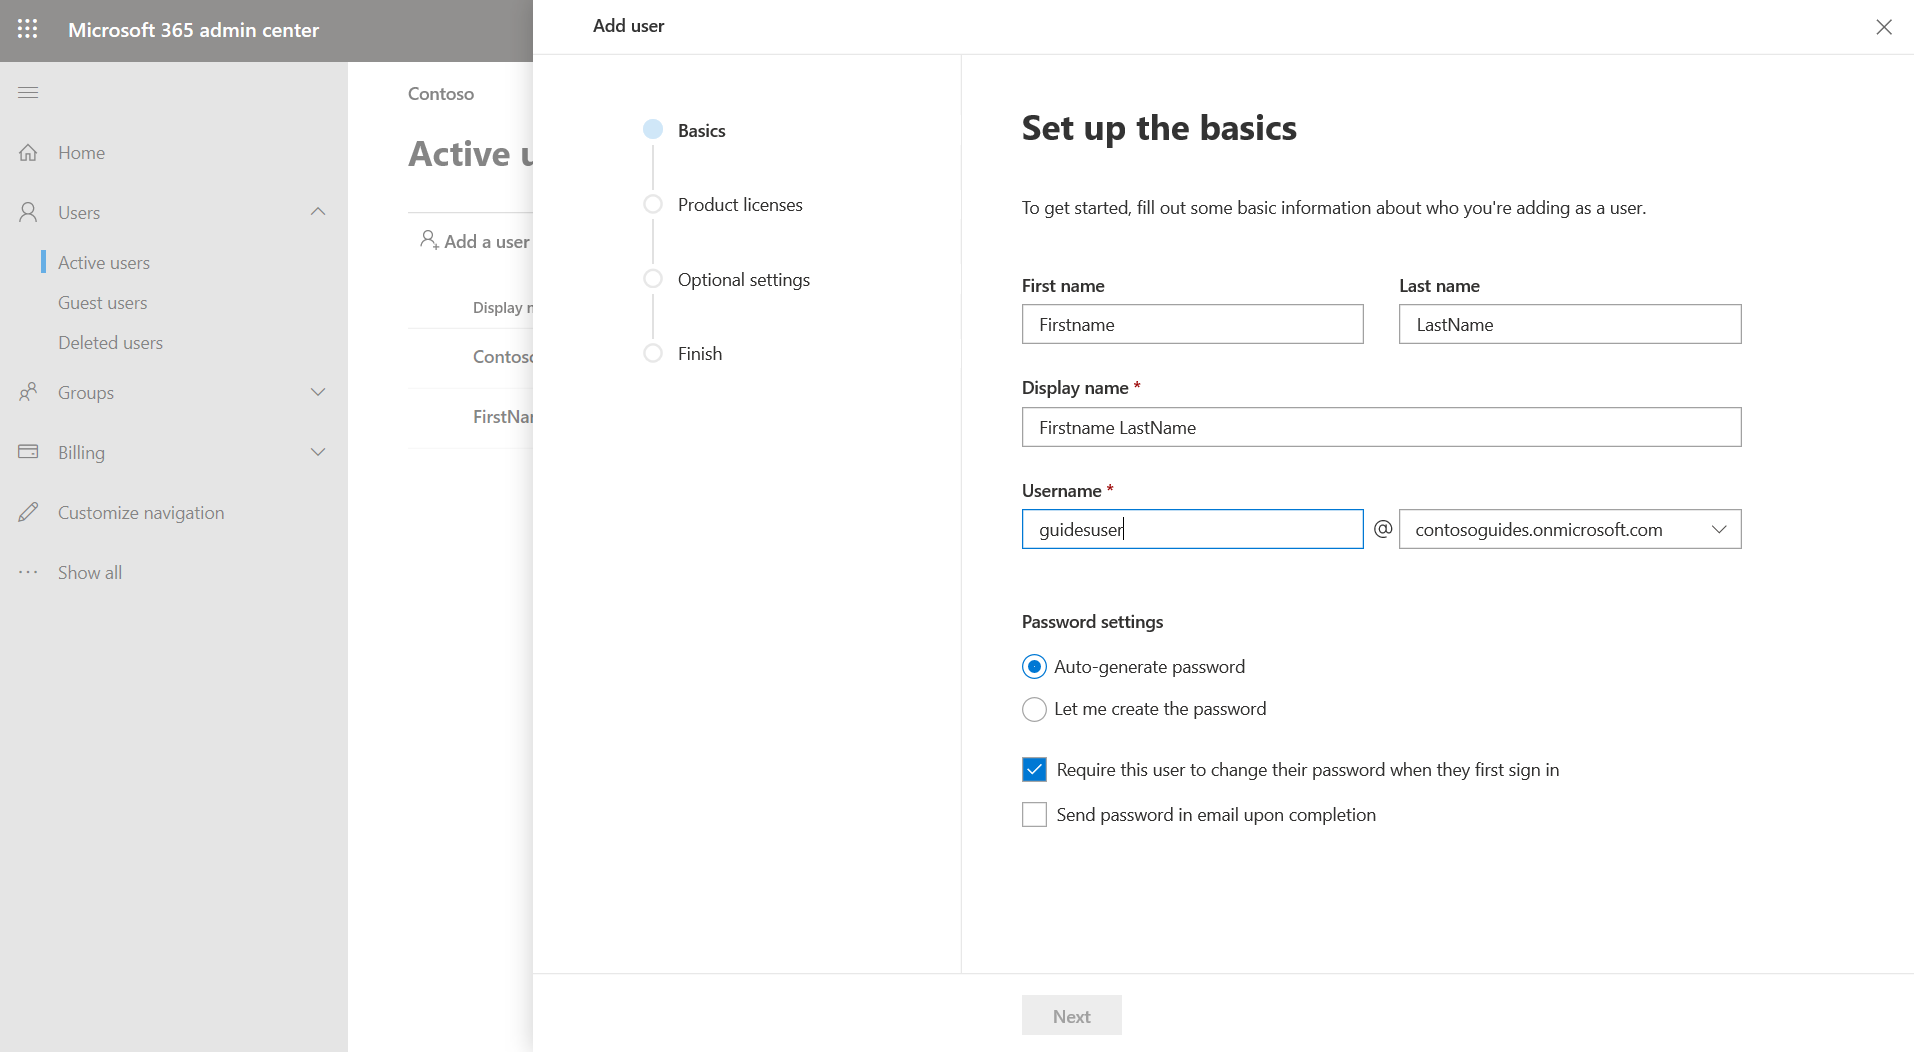 Microsoft 365 admin center
Home
Users
Active users
Guest users
Deleted users
Groups
Billing
Customize navigation
Show all
Contoso
Active u
Add a user
Display n
Contoso
FirstNar
Add user
Basics
Product licenses
Optional settings
Finish
Set up the basics
To get started, fill out some basic information about who you're adding as a user.
First name Last name
Firstname LastName
Display name *
Firstname LastName
Username *
guidesuser @ contosoguides.onmicrosoft.com
Password settings
Auto-generate password
Let me create the password
Require this user to change their password when they first sign in
Send password in email upon completion
Next